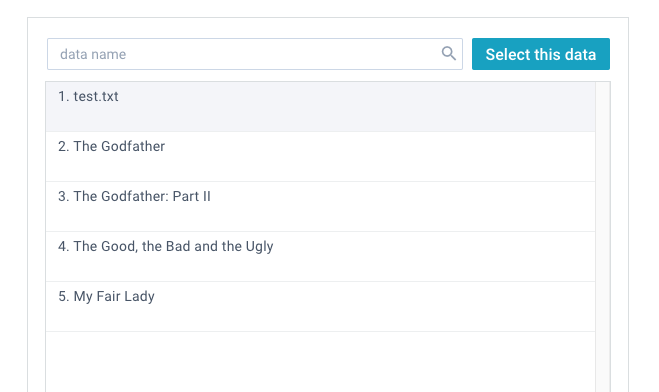 data name
Select this data
1. test.txt
2. The Godfather
3. The Godfather: Part II
4. The Good, the Bad and the Ugly
5. My Fair Lady